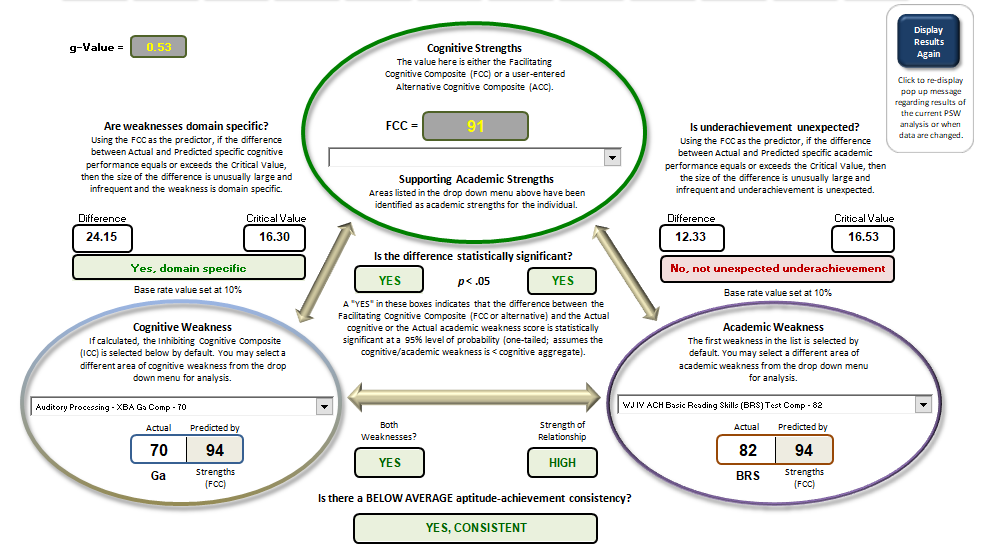 g-Value = 0.53
Cognitive Strengths
The value here is either the Facilitating
Cognitive Composite (FCC) or a user-entered
Alternative Cognitive Composite (ACC).
FCC = 91
Supporting Academic Strengths
Areas listed in the drop down menu above have been
identified as academic strengths for the individual.
Display
Results
Again
Click to re-display
pop up message
regarding results of
the current PSW
analysis or when
data are changed.
Are weaknesses domain specific?
Using the FCC as the predictor, if the difference
between Actual and Predicted specific cognitive
performance equals or exceeds the Critical Value,
then the size of the difference is unusually large and
infrequent and the weakness is domain specific.
Difference Critical Value
24.15 16.30
Yes, domain specific
Base rate value set at 10%
Is underachievement unexpected?
Using the FCC as the predictor, if the difference
between Actual and Predicted specific academic
performance equals or exceeds the Critical Value, then
the size of the difference is unusually large and
infrequent and underachievement is unexpected.
Difference Critical Value
12.33 16.53
No, not unexpected underachievement
Base rate value set at 10%
Is the difference statistically significant?
YES p < .05 YES
A "YES" in these boxes indicates that the difference between the
Facilitating Cognitive Composite (FCC or alternative) and the Actual
cognitive or the Actual academic weakness score is statistically
significant at a 95% level of probability (one-tailed; assumes the
cognitive/academic weakness is < cognitive aggregate).
Cognitive Weakness
If calculated, the Inhibiting Cognitive Composite
(ICC) is selected below by default. You may select a
different area of cognitive weakness from the drop
down menu for analysis.
Auditory Processing - XBA Ga Comp - 70
Actual Predicted by
70 94
Ga Strengths
(FCC)
Academic Weakness
The first weakness in the list is selected by
default. You may select a different area of
academic weakness from the drop down menu
for analysis.
WJ IV ACH Basic Reading Skills (BRS) Test Comp - 82
Actual Predicted by
82 94
BRS Strengths
(FCC)
Both
Weaknesses?
YES
Strength of
Relationship
HIGH
Is there a BELOW AVERAGE aptitude-achievement consistency?
YES, CONSISTENT